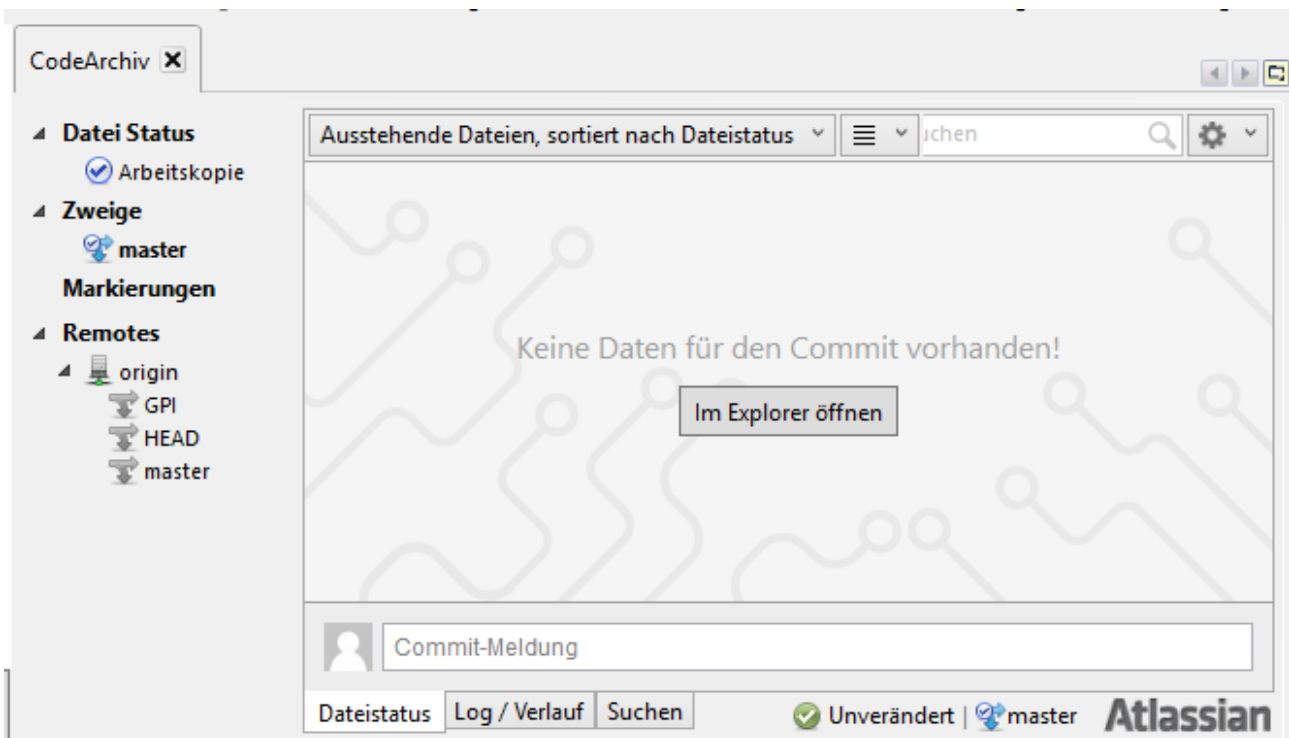 CodeArchiv
Datei Status
Arbeitskopie
Zweige
master
Markierungen
Remotes
origin
GPI
HEAD
master
Ausstehende Dateien, sortiert nach Dateistatus
uchen
Keine Daten für den Commit vorhanden!
Im Explorer öffnen
Commit-Meldung
Dateistatus Log / Verlauf Suchen Unverändert | master Atlassian